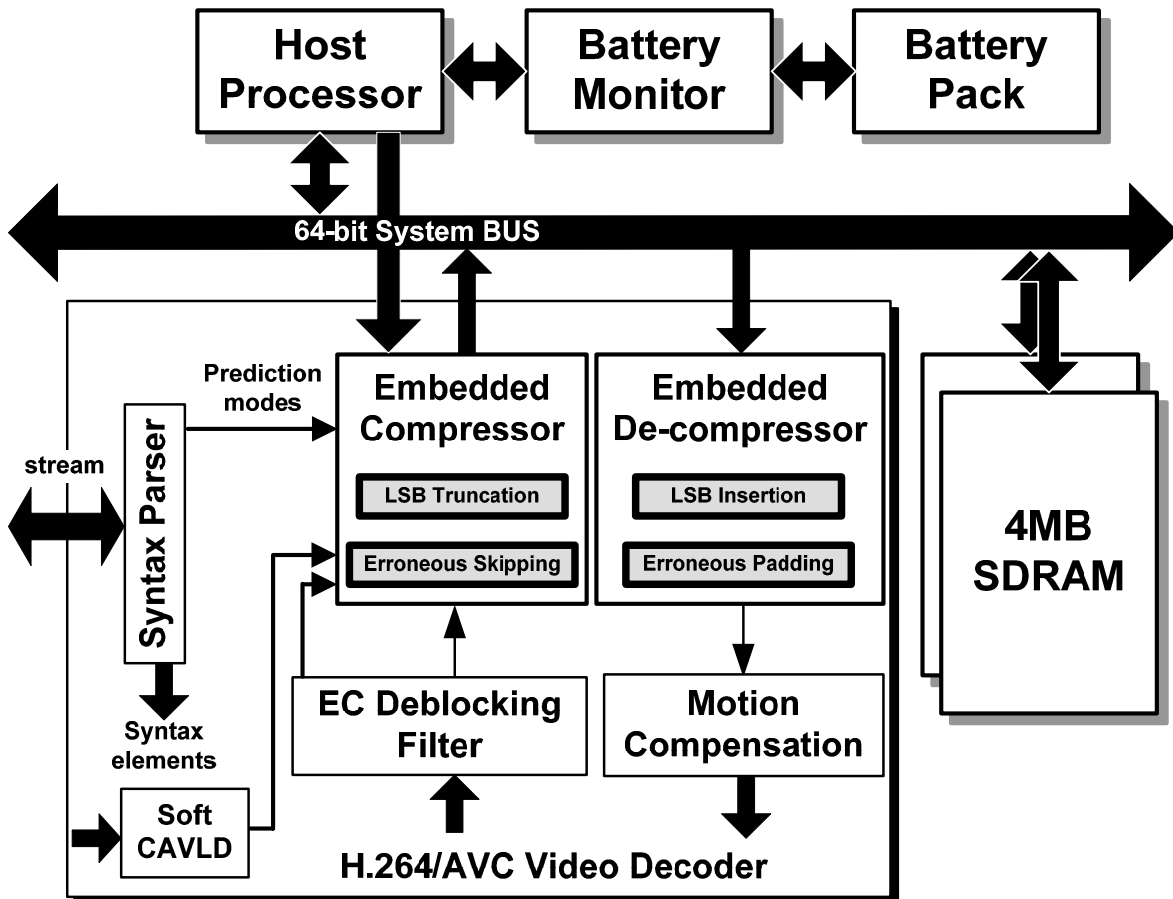 Host
Processor
Battery
Monitor
Battery
Pack
64-bit System BUS
Prediction
modes
Embedded
Compressor
LSB Truncation
Erroneous Skipping
Embedded
De-compressor
LSB Insertion
Erroneous Padding
stream
Syntax Parser
4MB
SDRAM
EC Deblocking
Filter
Motion
Compensation
Syntax
elements
Soft
CAVLD
H.264/AVC Video Decoder